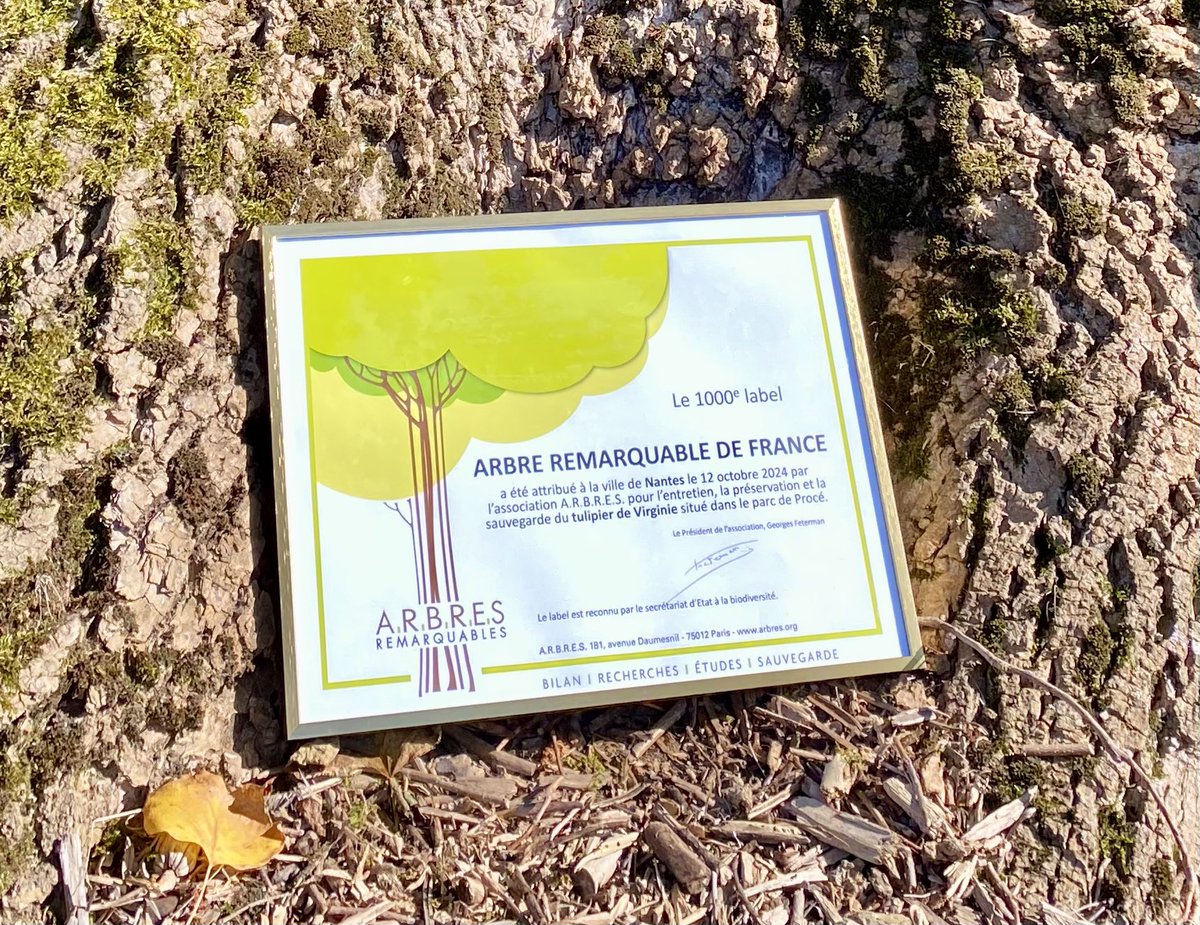 Le 1000e label
ARBRE REMARQUABLE DE FRANCE
a été attribué à la ville de Nantes le 12 octobre 2024 par
l'association A.R.B.R.E.S. pour l'entretien, la préservation et la
sauvegarde du tulipier de Virginie situé dans le parc de Procé.
Le Président de l'association, Georges Feterman
Le label est reconnu par le secrétariat d'Etat à la biodiversité.
A.R.B.R.E.S
REMARQUABLES
A.R.B.R.E.S. 181, avenue Daumesnil - 75012 Paris - www.arbres.org
BILAN I RECHERCHES I ÉTUDES I SAUVEGARDE